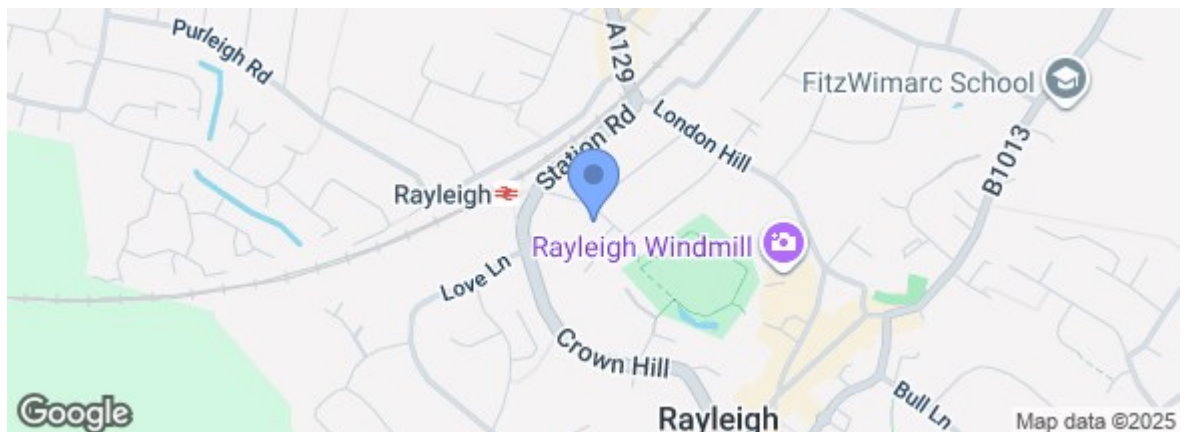 Purleigh Rd
A129
FitzWimarc School
London Hill
Station Rd
B1013
Rayleigh
Rayleigh Windmill
Love Ln
Crown Hill
Bull Ln
Rayleigh
Google
Map data ©2025